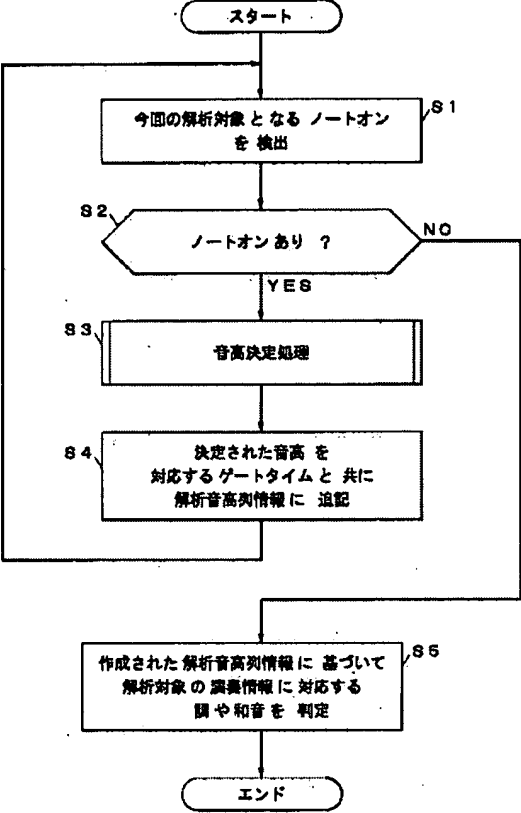 スタート
今回の解析対象となるノートオン
を検出
S1
S2
ノートオンあり ?
NO
YES
S3
音高決定処理
S4
決定された音高を
対応するゲートタイムと共に
解析音高列情報に追記
作成された解析音高列情報に基づいて
解析対象の演奏情報に対応する
調や和音を判定
S5
エンド